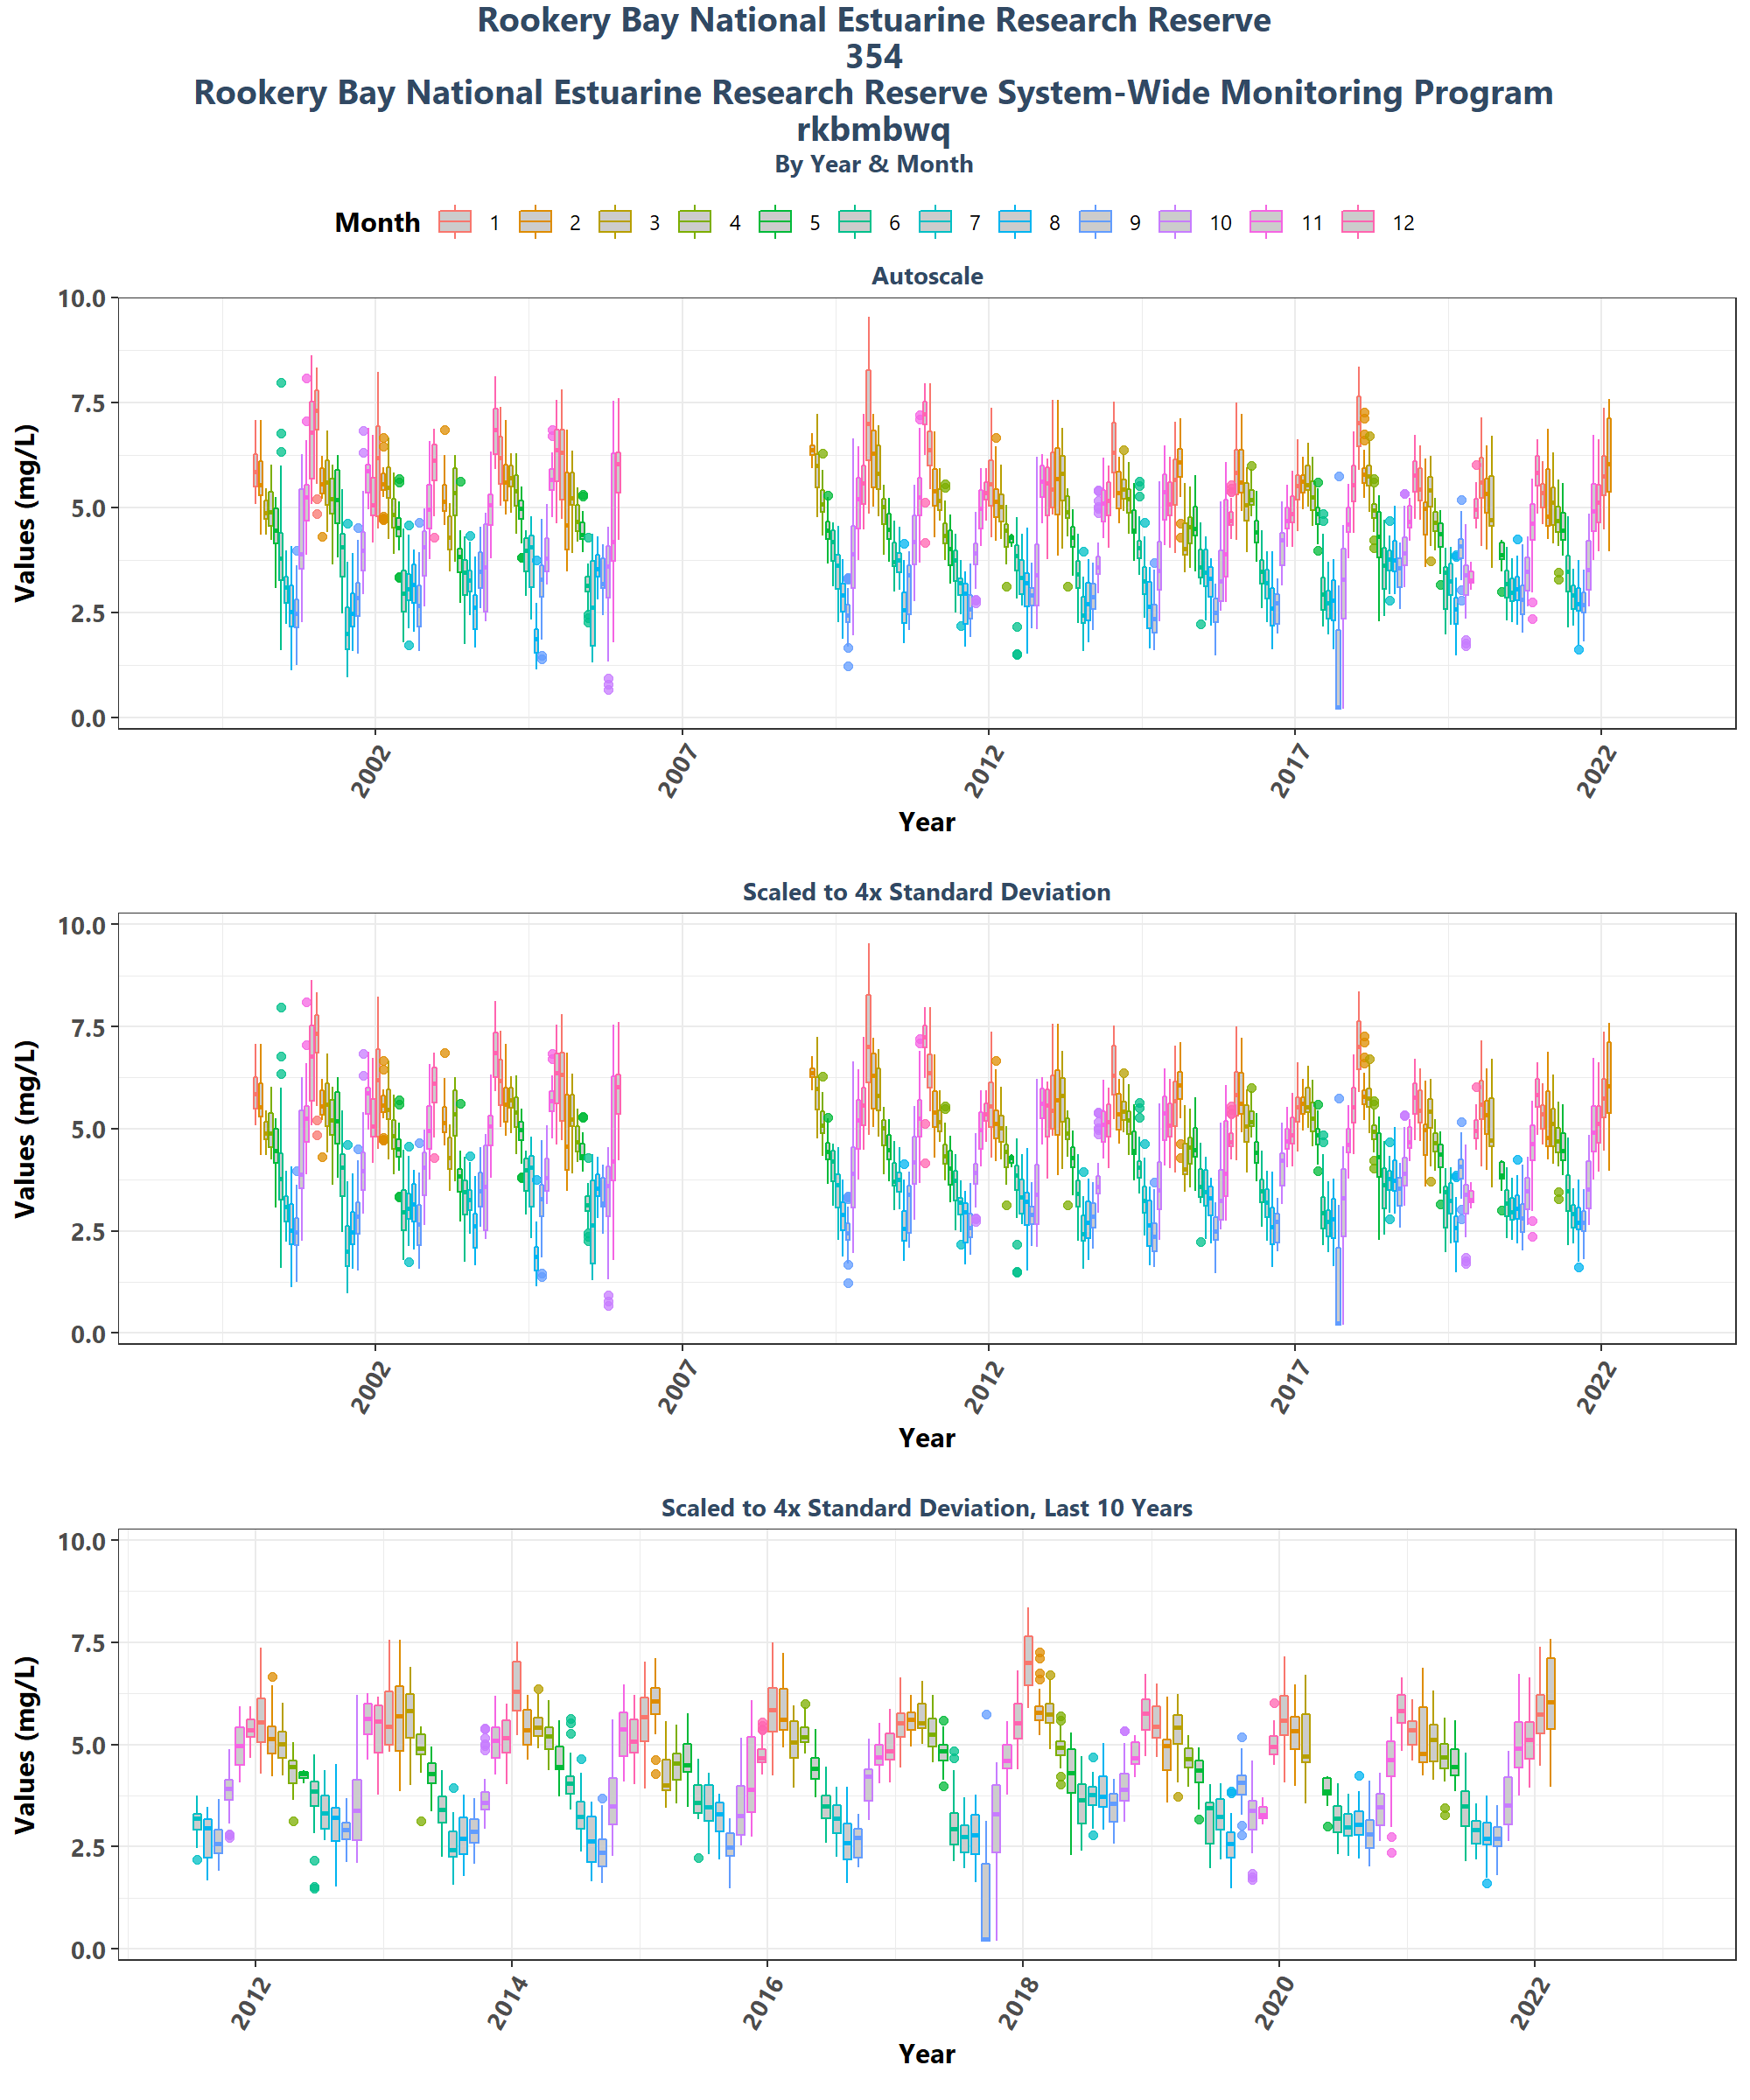 Rookery Bay National Estuarine Research Reserve
354
Rookery Bay National Estuarine Research Reserve System-Wide Monitoring Program
rkbmbwq
By Year & Month
Month 1 2 3 4 5 6 7 8 9 10 11 12
Autoscale
Values (mg/L)
10.0
7.5
5.0
2.5
0.0
2002 2007 2012 2017 2022
Year
Scaled to 4x Standard Deviation
Values (mg/L)
10.0
7.5
5.0
2.5
0.0
2002 2007 2012 2017 2022
Year
Scaled to 4x Standard Deviation, Last 10 Years
Values (mg/L)
10.0
7.5
5.0
2.5
0.0
2012 2014 2016 2018 2020 2022
Year